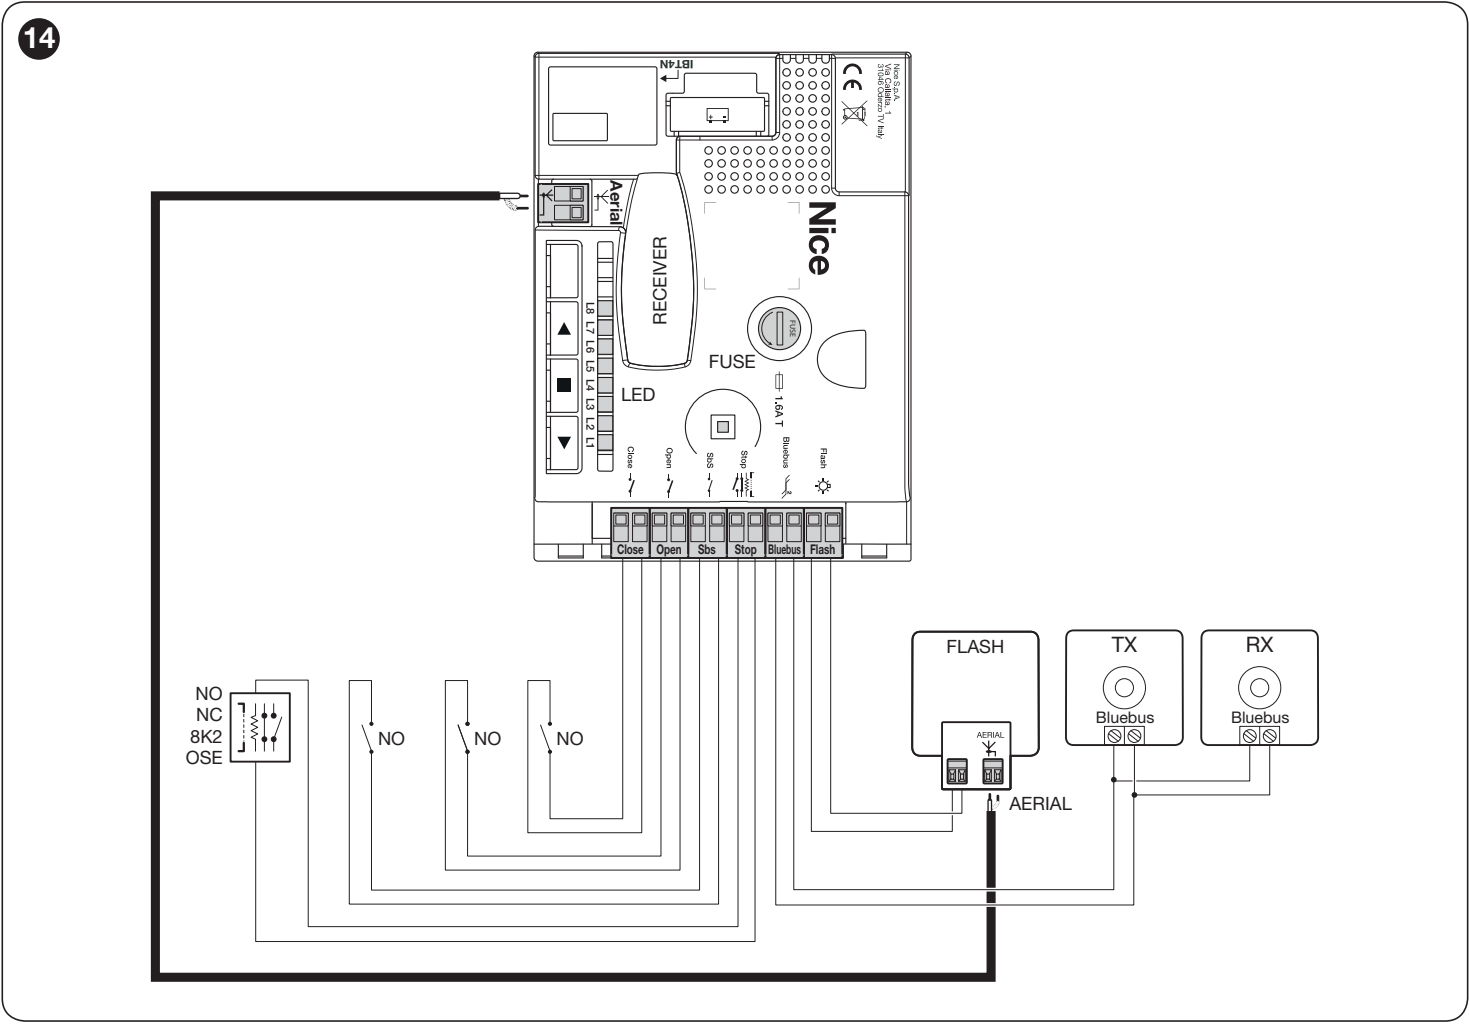 14
IBT4N
Nice S.p.A.
Via Callalta, 1
31046 Oderzo TV Italy
CE
Aerial
Nice
RECEIVER
FUSE
FUSE
1.6A T
LED
L8
L7
L6
L5
L4
L3
L2
L1
Close
Open
SbS
Stop
Bluebus
Flash
Close
Open
Sbs
Stop
Bluebus
Flash
NO
NC
8K2
OSE
NO
NO
NO
FLASH
AERIAL
AERIAL
TX
Bluebus
RX
Bluebus